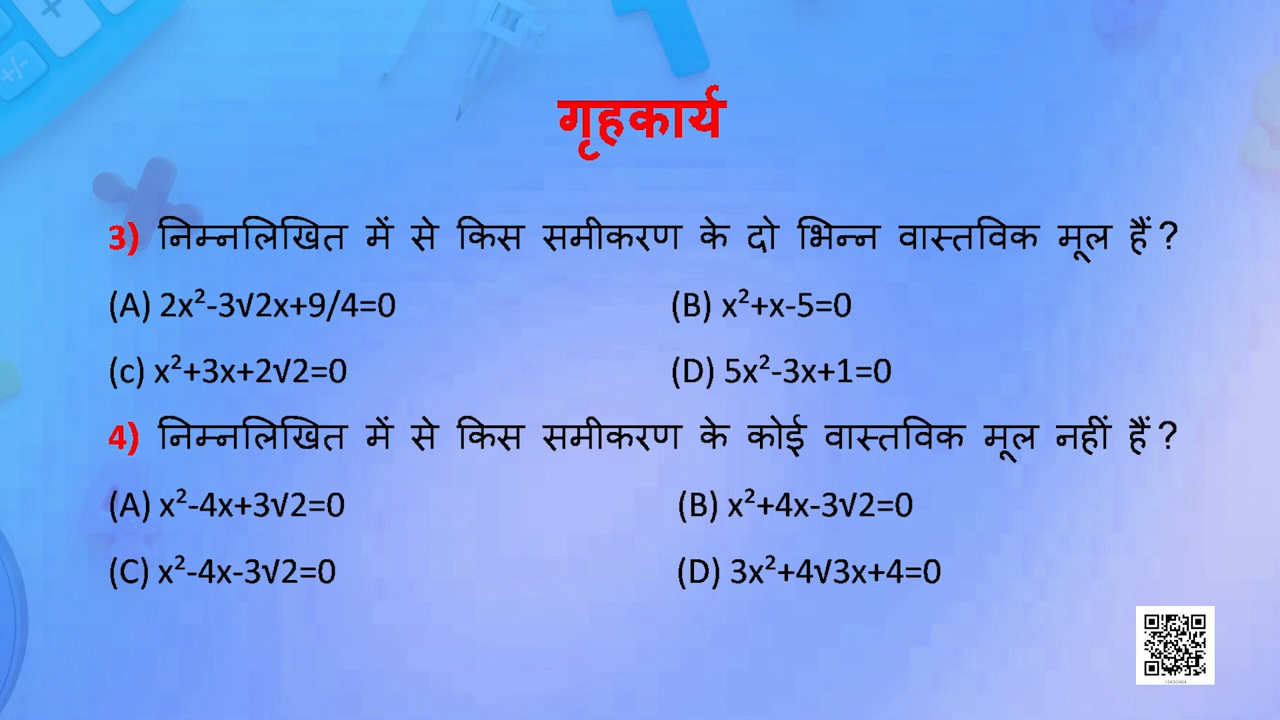 गृहकार्य
3) निम्नलिखित में से किस समीकरण के दो भिन्न वास्तविक मूल हैं ?
(A) 2x²-3√2x+9/4=0 (B) x²+x-5=0
(c) x²+3x+2√2=0 (D) 5x²-3x+1=0
4) निम्नलिखित में से किस समीकरण के कोई वास्तविक मूल नहीं हैं ?
(A) x²-4x+3√2=0 (B) x²+4x-3√2=0
(C) x²-4x-3√2=0 (D) 3x²+4√3x+4=0